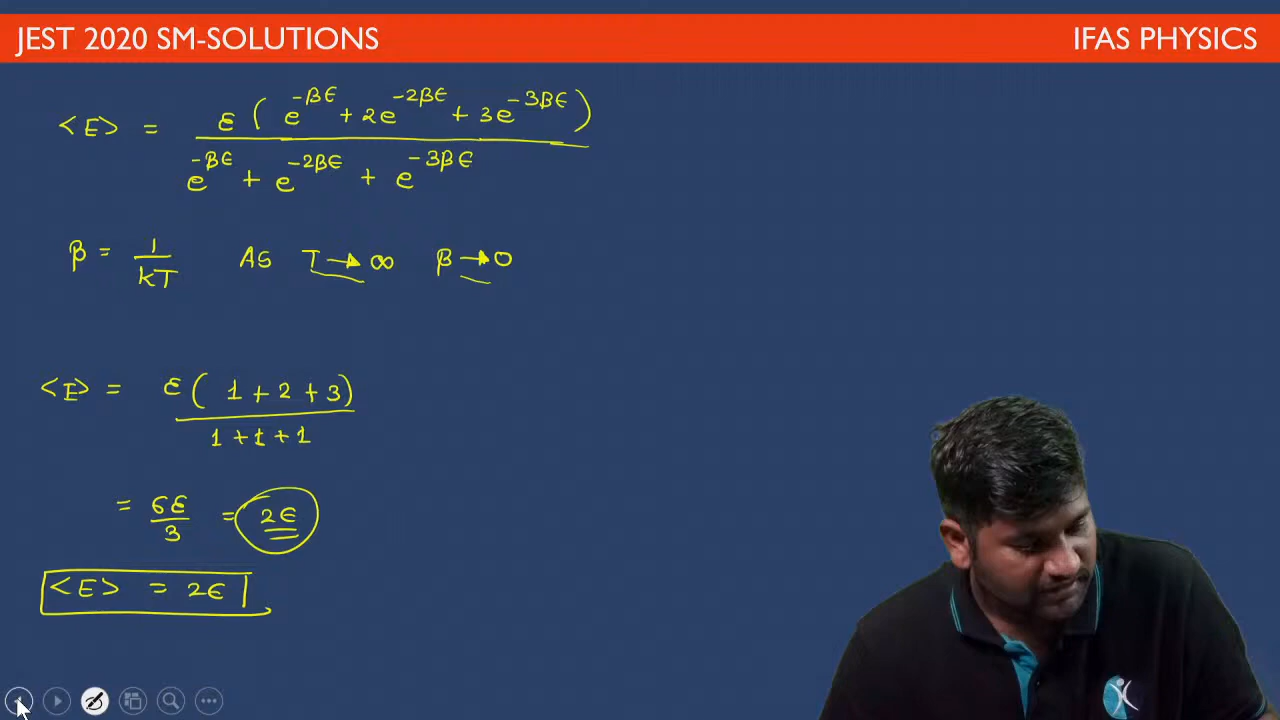 JEST 2020 SM-SOLUTIONS IFAS PHYSICS
<E> = ε( e^{-βϵ} + 2e^{-2βϵ} + 3e^{-3βϵ} ) / e^{-βϵ} + e^{-2βϵ} + e^{-3βϵ}
β = 1/kT AS T → ∞ β → 0
<E> = ε( 1 + 2 + 3) / 1 + 1 + 1
= 6ε/3 = 2ϵ
<E> = 2ϵ